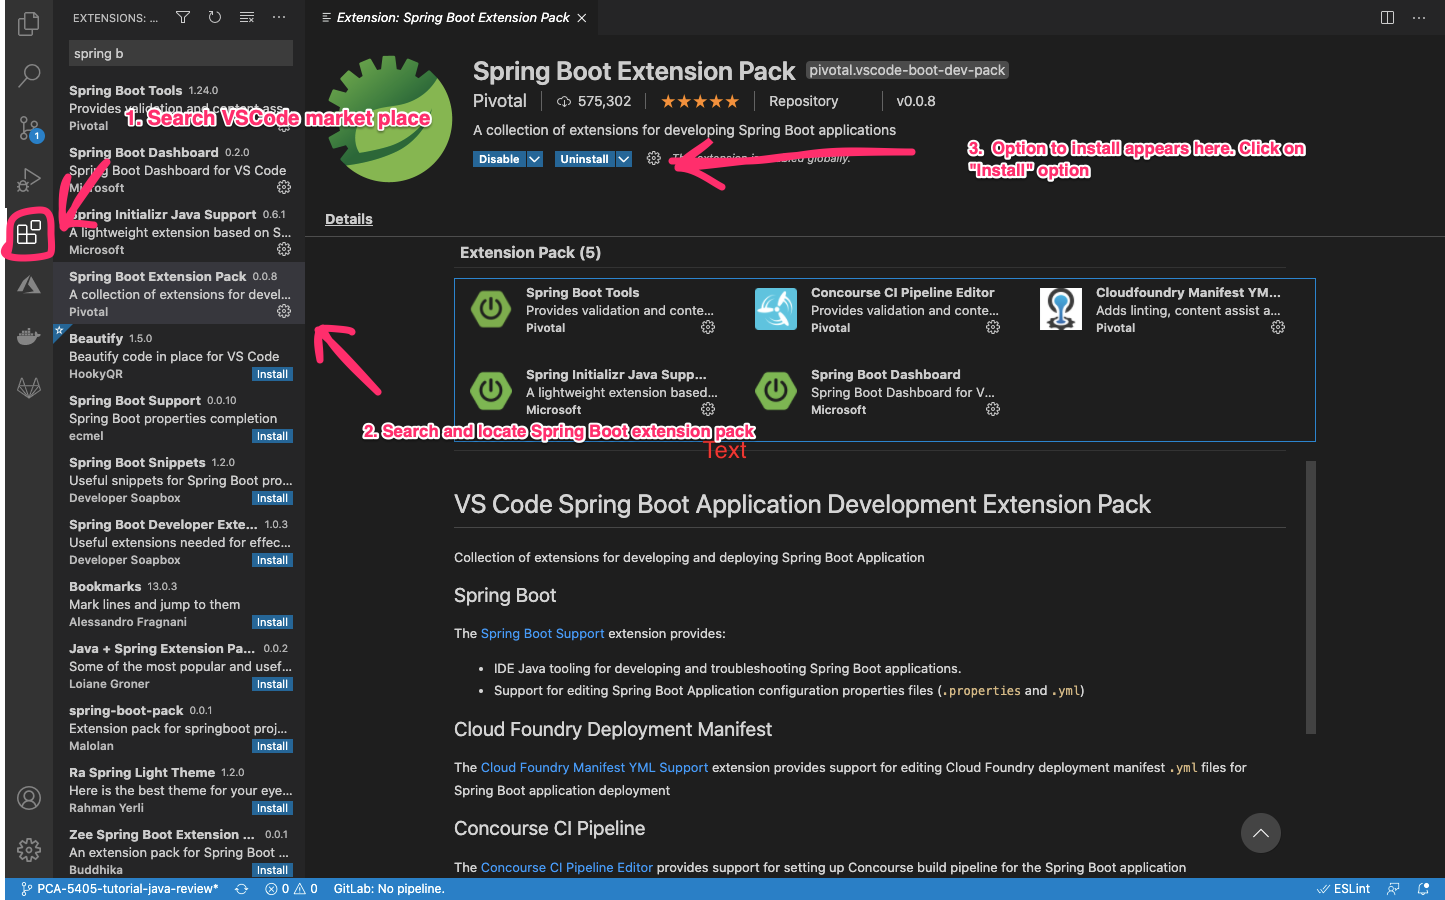 EXTENSIONS: ...
Extension: Spring Boot Extension Pack
spring b
Spring Boot Tools 1.24.0
Provides validation and content ass...
Pivotal
1. Search VSCode market place
Spring Boot Dashboard 0.2.0
Spring Boot Dashboard for VS Code
Microsoft
Spring Initializr Java Support 0.6.1
A lightweight extension based on S...
Microsoft
Spring Boot Extension Pack 0.0.8
A collection of extensions for devel...
Pivotal
Beautify 1.5.0
Beautify code in place for VS Code
HookyQR Install
Spring Boot Support 0.0.10
Spring Boot properties completion
ecmel Install
Spring Boot Snippets 1.2.0
Useful snippets for Spring Boot pro...
Developer Soapbox Install
Spring Boot Developer Exte... 1.0.3
Useful extensions needed for effec...
Developer Soapbox Install
Bookmarks 13.0.3
Mark lines and jump to them
Alessandro Fragnani Install
Java + Spring Extension Pa... 0.0.2
Some of the most popular and usef...
Loiane Groner Install
spring-boot-pack 0.0.1
Extension pack for springboot proj...
Malolan Install
Ra Spring Light Theme 1.2.0
Here is the best theme for your eye...
Rahman Yerli Install
Zee Spring Boot Extension ... 0.0.1
An extension pack for Spring Boot ...
Buddhika Install
1
Spring Boot Extension Pack pivotal.vscode-boot-dev-pack
Pivotal 575,302 Repository v0.0.8
A collection of extensions for developing Spring Boot applications
Disable Uninstall globally.
3. Option to install appears here. Click on
"Install" option
Details
Extension Pack (5)
Spring Boot Tools
Provides validation and conte...
Pivotal
Concourse CI Pipeline Editor
Provides validation and conte...
Pivotal
Cloudfoundry Manifest YM...
Adds linting, content assist a...
Pivotal
Spring Initializr Java Supp...
A lightweight extension based...
Microsoft
Spring Boot Dashboard
Spring Boot Dashboard for V...
Microsoft
2. Search and locate Spring Boot extension pack
Text
VS Code Spring Boot Application Development Extension Pack
Collection of extensions for developing and deploying Spring Boot Application
Spring Boot
The Spring Boot Support extension provides:
• IDE Java tooling for developing and troubleshooting Spring Boot applications.
• Support for editing Spring Boot Application configuration properties files (.properties and .yml)
Cloud Foundry Deployment Manifest
The Cloud Foundry Manifest YML Support extension provides support for editing Cloud Foundry deployment manifest .yml files for
Spring Boot application deployment
Concourse CI Pipeline
The Concourse CI Pipeline Editor provides support for setting up Concourse build pipeline for the Spring Boot application
PCA-5405-tutorial-java-review* 0 0 GitLab: No pipeline. ESLint